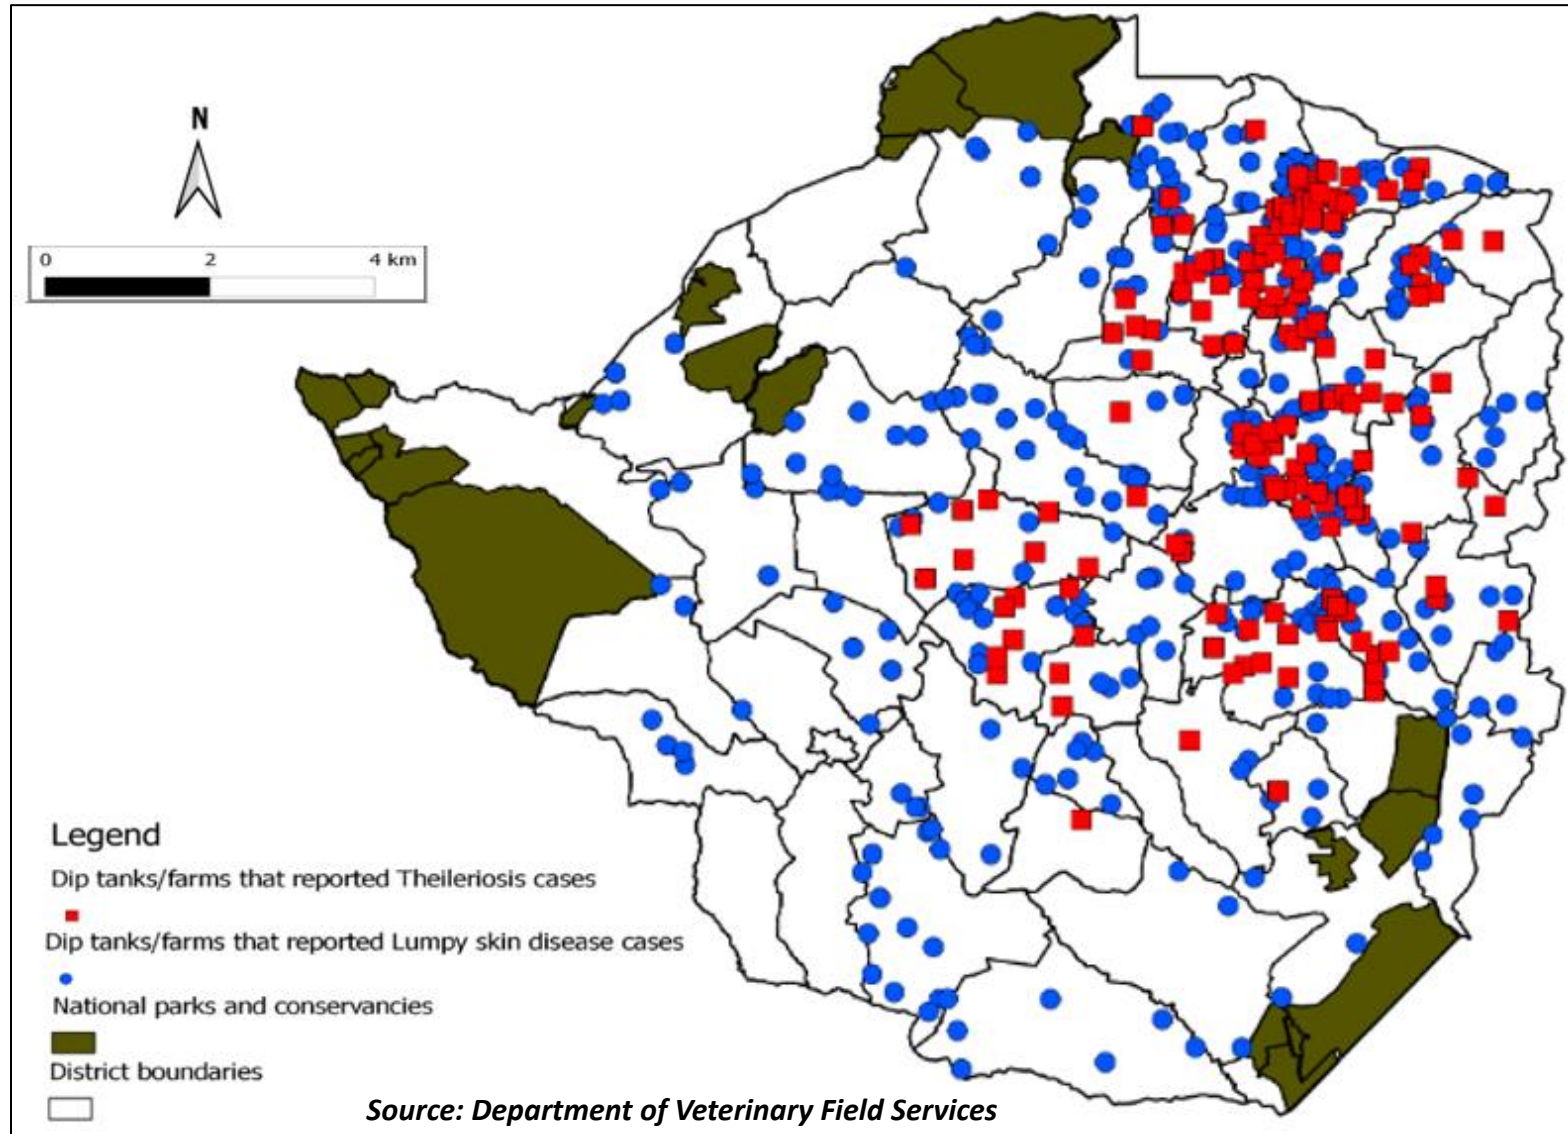 N
0 2 4 km
Legend
Dip tanks/farms that reported Theileriosis cases
Dip tanks/farms that reported Lumpy skin disease cases
National parks and conservancies
District boundaries
Source: Department of Veterinary Field Services